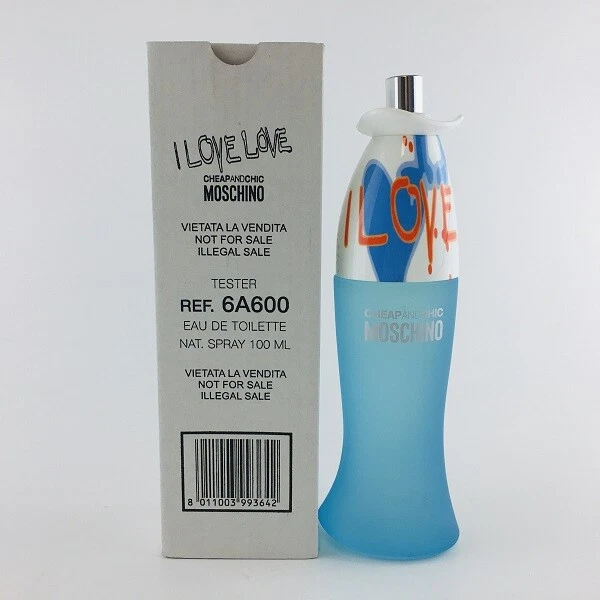 I LOVE LOVE
CHEAPANDCHIC
MOSCHINO
VIETATA LA VENDITA
NOT FOR SALE
ILLEGAL SALE
TESTER
REF. 6A600
EAU DE TOILETTE
NAT. SPRAY 100 ML
VIETATA LA VENDITA
NOT FOR SALE
ILLEGAL SALE
8 011003 993642
I LOVE
CHEAPANDCHIC
MOSCHINO